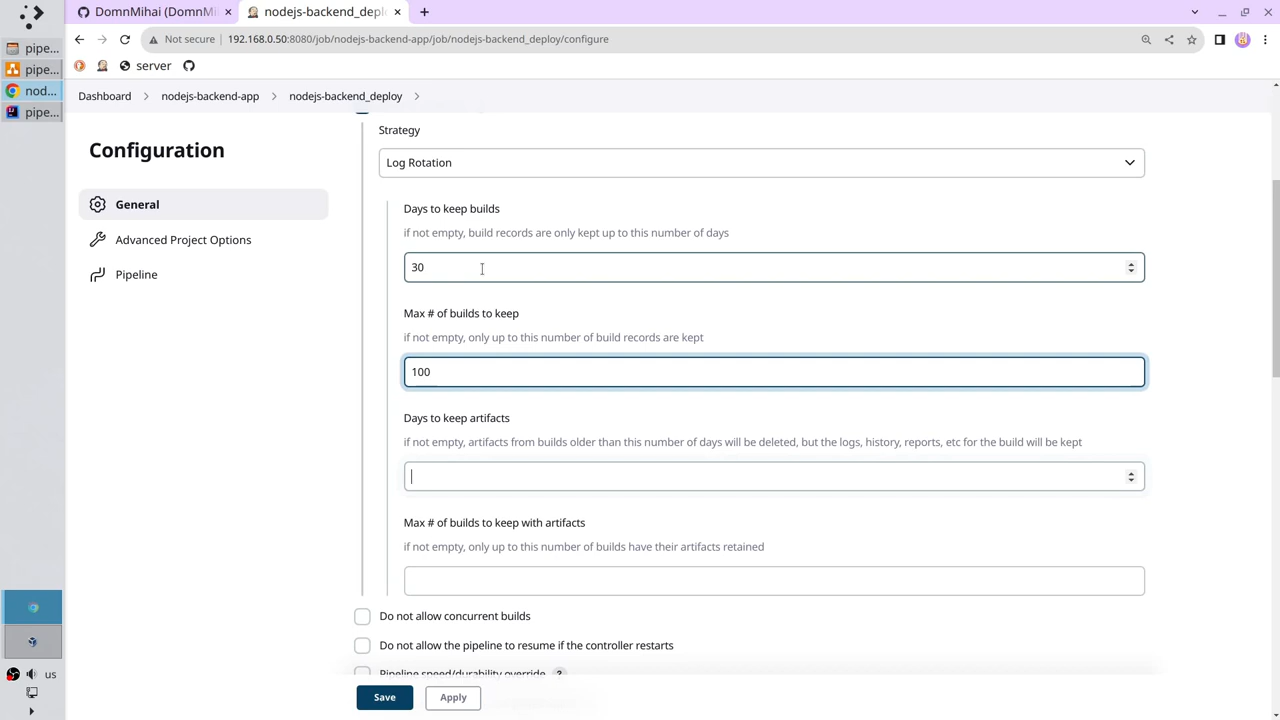 DomnMihai (DomnMi
nodejs-backend_depl
Not secure
192.168.0.50:8080/job/nodejs-backend-app/job/nodejs-backend_deploy/configure
server
pipe...
pipe...
nod...
pipe...
us
Dashboard
nodejs-backend-app
nodejs-backend_deploy
Configuration
General
Advanced Project Options
Pipeline
Strategy
Log Rotation
Days to keep builds
if not empty, build records are only kept up to this number of days
30
Max # of builds to keep
if not empty, only up to this number of build records are kept
100
Days to keep artifacts
if not empty, artifacts from builds older than this number of days will be deleted, but the logs, history, reports, etc for the build will be kept
Max # of builds to keep with artifacts
if not empty, only up to this number of builds have their artifacts retained
Do not allow concurrent builds
Do not allow the pipeline to resume if the controller restarts
Pipeline speed/durability override ?
Save
Apply